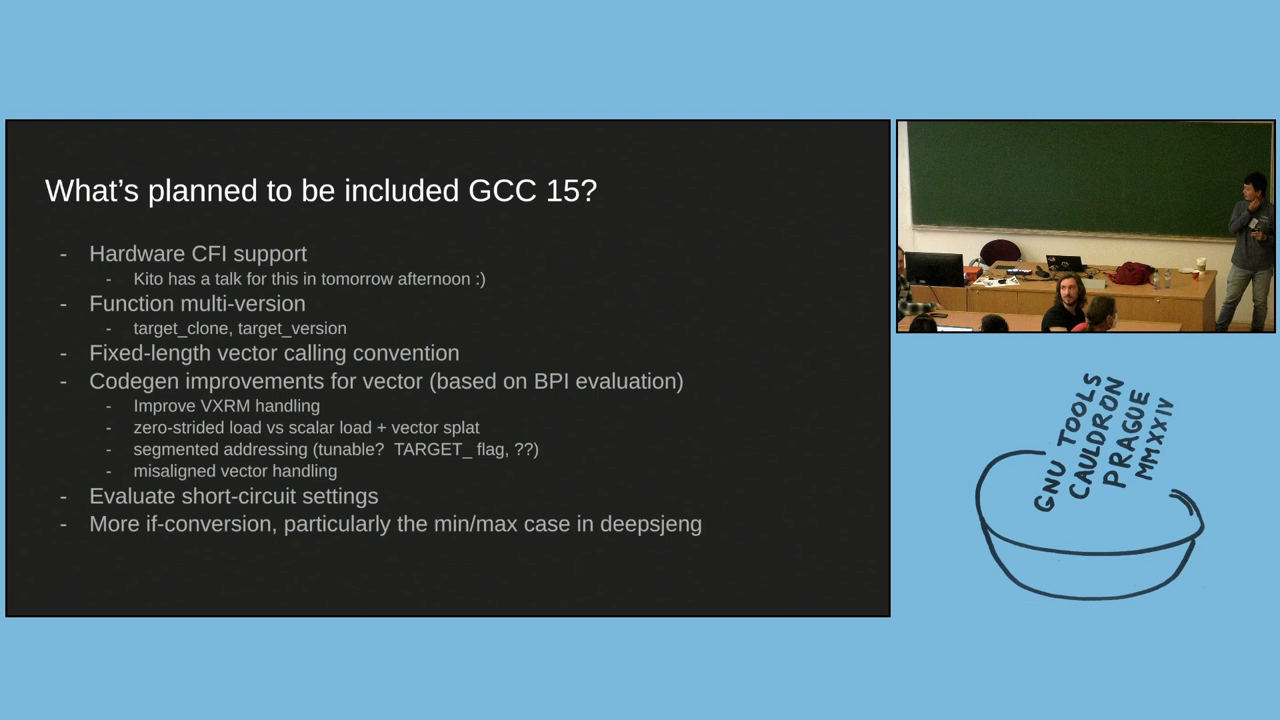 What’s planned to be included GCC 15?
- Hardware CFI support
- Kito has a talk for this in tomorrow afternoon :)
- Function multi-version
- target_clone, target_version
- Fixed-length vector calling convention
- Codegen improvements for vector (based on BPI evaluation)
- Improve VXRM handling
- zero-strided load vs scalar load + vector splat
- segmented addressing (tunable?  TARGET_ flag, ??)
- misaligned vector handling
- Evaluate short-circuit settings
- More if-conversion, particularly the min/max case in deepsjeng
GNU TOOLS
CAULDRON
PRAGUE
MMXXIV